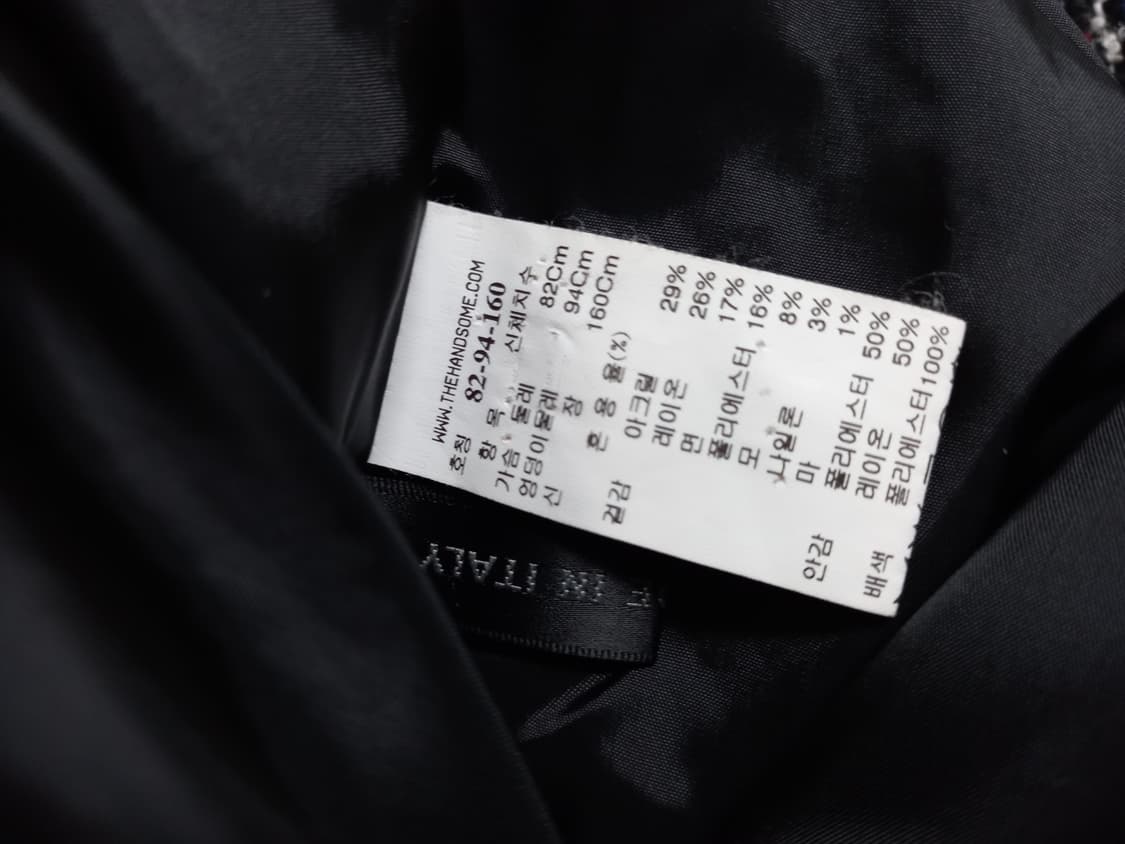 WWW.THEHANDSOME.COM
호칭 82-94-160
항 목 신체치수
가슴 둘레 82Cm
엉덩이둘레 94Cm
신 장 160Cm
혼 용 율(%)
겉감 아크릴 29%
레이온 26%
면 17%
폴리에스터 16%
모 8%
나일론 3%
마 1%
안감 폴리에스터 50%
레이온 50%
배색 폴리에스터100%
IN ITALY